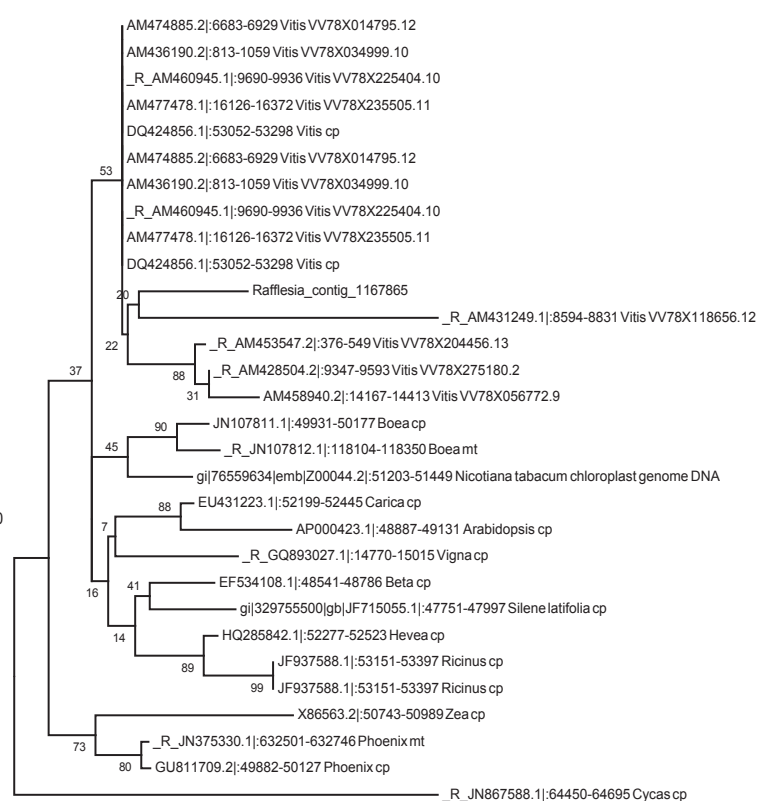 AM474885.2|:6683-6929 Vitis VV78X014795.12
AM436190.2|:813-1059 Vitis VV78X034999.10
_R_AM460945.1|:9690-9936 Vitis VV78X225404.10
AM477478.1|:16126-16372 Vitis VV78X235505.11
DQ424856.1|:53052-53298 Vitis cp
AM474885.2|:6683-6929 Vitis VV78X014795.12
53
AM436190.2|:813-1059 Vitis VV78X034999.10
_R_AM460945.1|:9690-9936 Vitis VV78X225404.10
AM477478.1|:16126-16372 Vitis VV78X235505.11
DQ424856.1|:53052-53298 Vitis cp
20
Rafflesia_contig_1167865
_R_AM431249.1|:8594-8831 Vitis VV78X118656.12
22
_R_AM453547.2|:376-549 Vitis VV78X204456.13
37
88
_R_AM428504.2|:9347-9593 Vitis VV78X275180.2
31
AM458940.2|:14167-14413 Vitis VV78X056772.9
90
JN107811.1|:49931-50177 Boea cp
45
_R_JN107812.1|:118104-118350 Boea mt
gi|76559634|emb|Z00044.2|:51203-51449 Nicotiana tabacum chloroplast genome DNA
88
EU431223.1|:52199-52445 Carica cp
0
7
AP000423.1|:48887-49131 Arabidopsis cp
_R_GQ893027.1|:14770-15015 Vigna cp
16
41
EF534108.1|:48541-48786 Beta cp
gi|329755500|gb|JF715055.1|:47751-47997 Silene latifolia cp
14
HQ285842.1|:52277-52523 Hevea cp
89
JF937588.1|:53151-53397 Ricinus cp
99
JF937588.1|:53151-53397 Ricinus cp
X86563.2|:50743-50989 Zea cp
73
_R_JN375330.1|:632501-632746 Phoenix mt
80
GU811709.2|:49882-50127 Phoenix cp
_R_JN867588.1|:64450-64695 Cycas cp